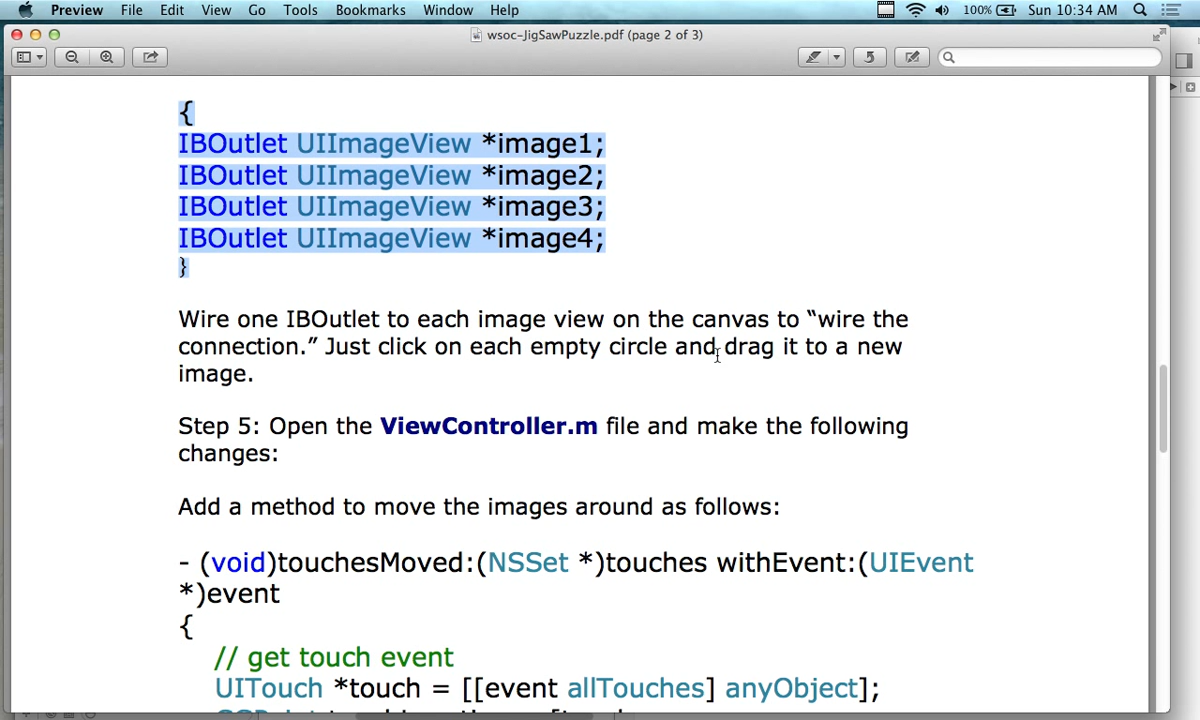 Preview File Edit View Go Tools Bookmarks Window Help 100% Sun 10:34 AM
wsoc-JigSawPuzzle.pdf (page 2 of 3)
{
IBOutlet UIImageView *image1;
IBOutlet UIImageView *image2;
IBOutlet UIImageView *image3;
IBOutlet UIImageView *image4;
}
Wire one IBOutlet to each image view on the canvas to “wire the
connection.” Just click on each empty circle and drag it to a new
image.
Step 5: Open the ViewController.m file and make the following
changes:
Add a method to move the images around as follows:
- (void)touchesMoved:(NSSet *)touches withEvent:(UIEvent
*)event
{
// get touch event
UITouch *touch = [[event allTouches] anyObject];